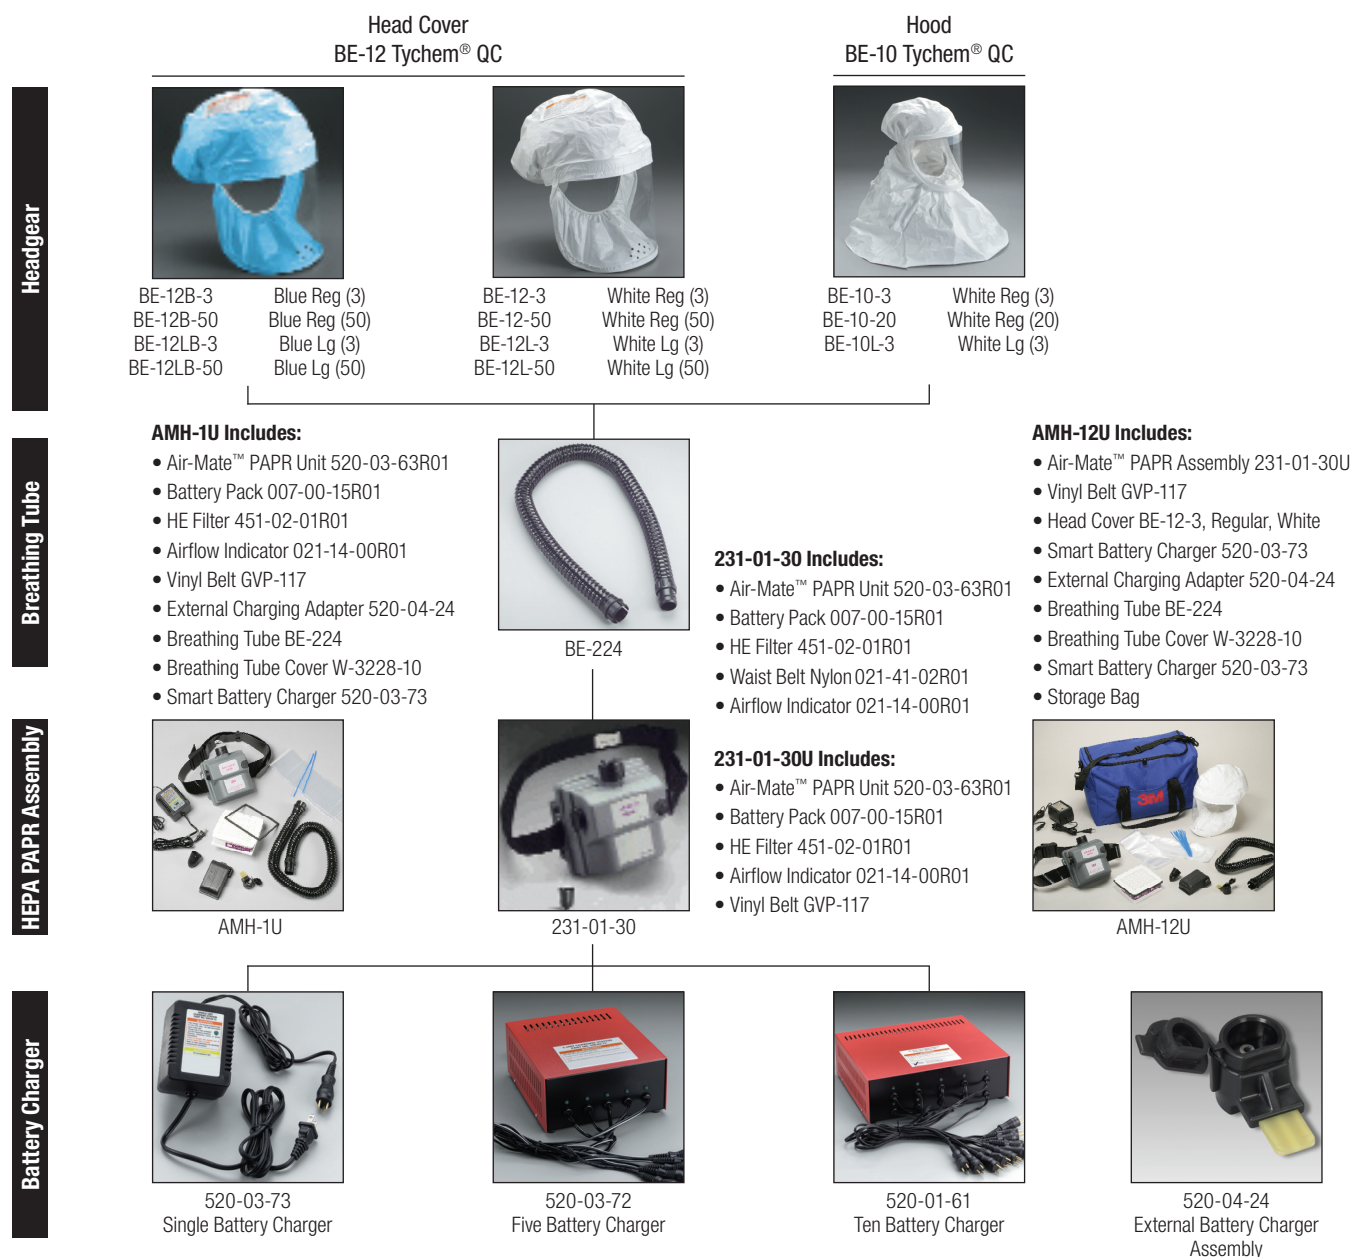 Head Cover
BE-12 Tychem® QC
Hood
BE-10 Tychem® QC
Headgear
BE-12B-3 Blue Reg (3)
BE-12B-50 Blue Reg (50)
BE-12LB-3 Blue Lg (3)
BE-12LB-50 Blue Lg (50)
BE-12-3 White Reg (3)
BE-12-50 White Reg (50)
BE-12L-3 White Lg (3)
BE-12L-50 White Lg (50)
BE-10-3 White Reg (3)
BE-10-20 White Reg (20)
BE-10L-3 White Lg (3)
Breathing Tube
AMH-1U Includes:
• Air-Mate™ PAPR Unit 520-03-63R01
• Battery Pack 007-00-15R01
• HE Filter 451-02-01R01
• Airflow Indicator 021-14-00R01
• Vinyl Belt GVP-117
• External Charging Adapter 520-04-24
• Breathing Tube BE-224
• Breathing Tube Cover W-3228-10
• Smart Battery Charger 520-03-73
BE-224
231-01-30 Includes:
• Air-Mate™ PAPR Unit 520-03-63R01
• Battery Pack 007-00-15R01
• HE Filter 451-02-01R01
• Waist Belt Nylon 021-41-02R01
• Airflow Indicator 021-14-00R01
231-01-30U Includes:
• Air-Mate™ PAPR Unit 520-03-63R01
• Battery Pack 007-00-15R01
• HE Filter 451-02-01R01
• Airflow Indicator 021-14-00R01
• Vinyl Belt GVP-117
AMH-12U Includes:
• Air-Mate™ PAPR Assembly 231-01-30U
• Vinyl Belt GVP-117
• Head Cover BE-12-3, Regular, White
• Smart Battery Charger 520-03-73
• External Charging Adapter 520-04-24
• Breathing Tube BE-224
• Breathing Tube Cover W-3228-10
• Smart Battery Charger 520-03-73
• Storage Bag
HEPA PAPR Assembly
AMH-1U
231-01-30
3M
AMH-12U
Battery Charger
520-03-73
Single Battery Charger
520-03-72
Five Battery Charger
520-01-61
Ten Battery Charger
520-04-24
External Battery Charger
Assembly